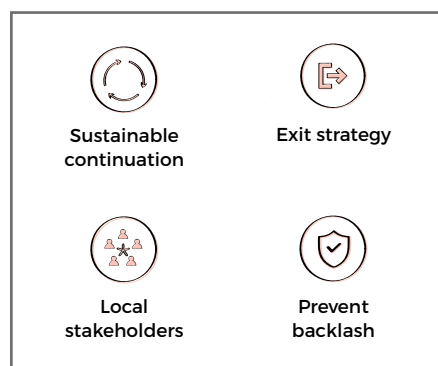 Sustainable
continuation
Exit strategy
Local
stakeholders
Prevent
backlash